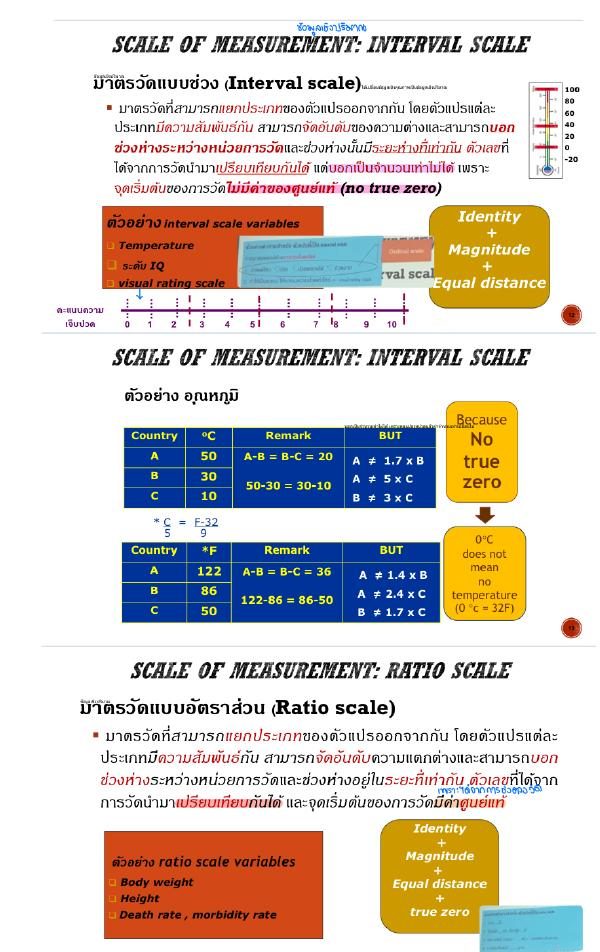 ข้อมูลเชิงปริมาณ
SCALE OF MEASUREMENT: INTERVAL SCALE
มาตรวัดแบบช่วง (Interval scale)
มาตรวัดที่สามารถแยกประเภทของตัวแปรออกจากกัน โดยตัวแปรแต่ละ
ประเภทมีความสัมพันธ์กัน สามารถจัดอันดับของความต่างและสามารถบอก
ช่วงห่างระหว่างหน่วยการวัดและช่วงห่างนั้นมีระยะห่างที่เท่ากัน ตัวเลขที่
ได้จากการวัดนำมาเปรียบเทียบกันได้ แต่บอกเป็นจำนวนเท่าไม่ได้ เพราะ
จุดเริ่มต้นของการวัดไม่มีค่าของศูนย์แท้ (no true zero)
100
80
60
40
20
0
-20
ตัวอย่าง interval scale variables
Temperature
ระดับ IQ
visual rating scale
Ordinal scale
rval scal
Identity
+
Magnitude
+
Equal distance
คะแนนความ
เจ็บปวด
0 1 2 3 4 5 6 7 8 9 10
12
SCALE OF MEASUREMENT: INTERVAL SCALE
ตัวอย่าง อุณหภูมิ
Country ºC Remark BUT
A 50 A-B = B-C = 20 A ≠ 1.7 x B
B 30 50-30 = 30-10 A ≠ 5 x C
C 10 B ≠ 3 x C
Because
No
true
zero
* C = F-32
5 9
Country *F Remark BUT
A 122 A-B = B-C = 36 A ≠ 1.4 x B
B 86 122-86 = 86-50 A ≠ 2.4 x C
C 50 B ≠ 1.7 x C
0°C
does not
mean
no
temperature
(0 °c = 32F)
13
SCALE OF MEASUREMENT: RATIO SCALE
มาตรวัดแบบอัตราส่วน (Ratio scale)
มาตรวัดที่สามารถแยกประเภทของตัวแปรออกจากกัน โดยตัวแปรแต่ละ
ประเภทมีความสัมพันธ์กัน สามารถจัดอันดับความแตกต่างและสามารถบอก
ช่วงห่างระหว่างหน่วยการวัดและช่วงห่างอยู่ในระยะที่เท่ากัน ตัวเลขที่ได้จาก
การวัดนำมาเปรียบเทียบกันได้ และจุดเริ่มต้นของการวัดมีค่าศูนย์แท้
ตัวอย่าง ratio scale variables
Body weight
Height
Death rate , morbidity rate
Identity
+
Magnitude
+
Equal distance
+
true zero